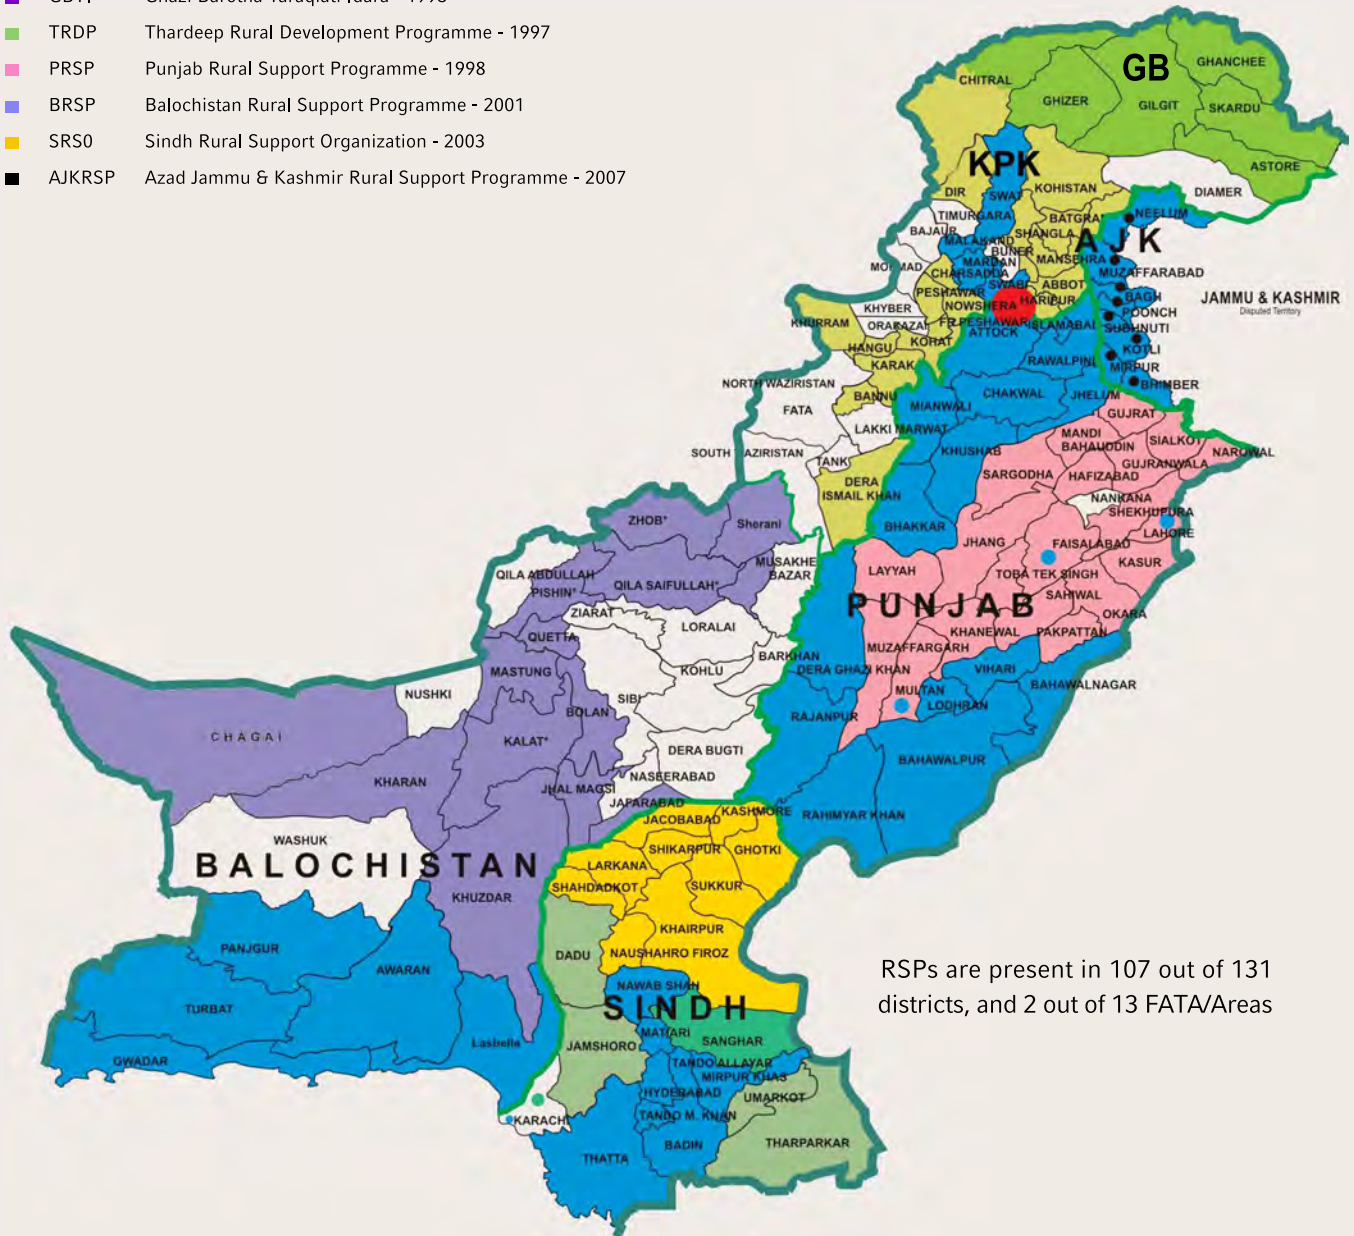 TRDP Thardeep Rural Development Programme - 1997
PRSP Punjab Rural Support Programme - 1998
BRSP Balochistan Rural Support Programme - 2001
SRS0 Sindh Rural Support Organization - 2003
AJKRSP Azad Jammu & Kashmir Rural Support Programme - 2007
GB
GHANCHEE
CHITRAL
GHIZER
GILGIT
SKARDU
KPK
ASTORE
DIR
SWAT
KOHISTAN
DIAMER
TIMURGARA
NEELUM
BAJAUR
MALAKAND
SHANGLA
AJK
BUNER
MARDAN
MANSEHRA
CHARSADDA
MUZAFFARABAD
SWABI
ABBOT
PESHAWAR
HARIPUR
BAGH
JAMMU & KASHMIR
Disputed Territory
NOWSHERA
KHYBER
POONCH
KHURRAM
ORAKAZAI
FR PESHAWAR
ISLAMABAD
ATTOCK
HANGU
KOHAT
KOTLI
RAWALPINDI
KARAK
MIRPUR
NORTH WAZIRISTAN
BHIMBER
FATA
BANNU
MIANWALI
CHAKWAL
JHELUM
GUJRAT
LAKKI MARWAT
MANDI
BAHAUDDIN
SIALKOT
SOUTH WAZIRISTAN
TANK
KHUSHAB
NAROWAL
SARGODHA
HAFIZABAD
GUJRANWALA
DERA
ISMAIL KHAN
NANKANA
SHEKHUPURA
ZHOB*
Sherani
BHAKKAR
LAHORE
JHANG
FAISALABAD
MUSAKHE
BAZAR
KASUR
QILA ABDULLAH
LAYYAH
TOBA TEK SINGH
PISHIN*
QILA SAIFULLAH*
SAHIWAL
PUNJAB
ZIARAT
OKARA
LORALAI
KHANEWAL
PAKPATTAN
QUETTA
MUZAFFARGARH
BARKHAN
MASTUNG
KOHLU
DERA GHAZI KHAN
VIHARI
BAHAWALNAGAR
NUSHKI
SIBI
MULTAN
LODHRAN
BOLAN
RAJANPUR
CHAGAI
KALAT*
DERA BUGTI
BAHAWALPUR
KHARAN
NASEERABAD
JHAL MAGSI
JAFARABAD
KASHMORE
RAHIMYAR KHAN
JACOBABAD
WASHUK
SHIKARPUR
GHOTKI
BALOCHISTAN
LARKANA
SHAHDADKOT
SUKKUR
KHUZDAR
KHAIRPUR
PANJGUR
DADU
NAUSHAHRO FIROZ
AWARAN
RSPs are present in 107 out of 131
districts, and 2 out of 13 FATA/Areas
NAWAB SHAH
SINDH
TURBAT
MATIARI
SANGHAR
Lasbella
JAMSHORO
GWADAR
TANDO ALLAYAR
MIRPUR KHAS
HYDERABAD
UMARKOT
KARACHI
TANDO M. KHAN
BADIN
THARPARKAR
THATTA